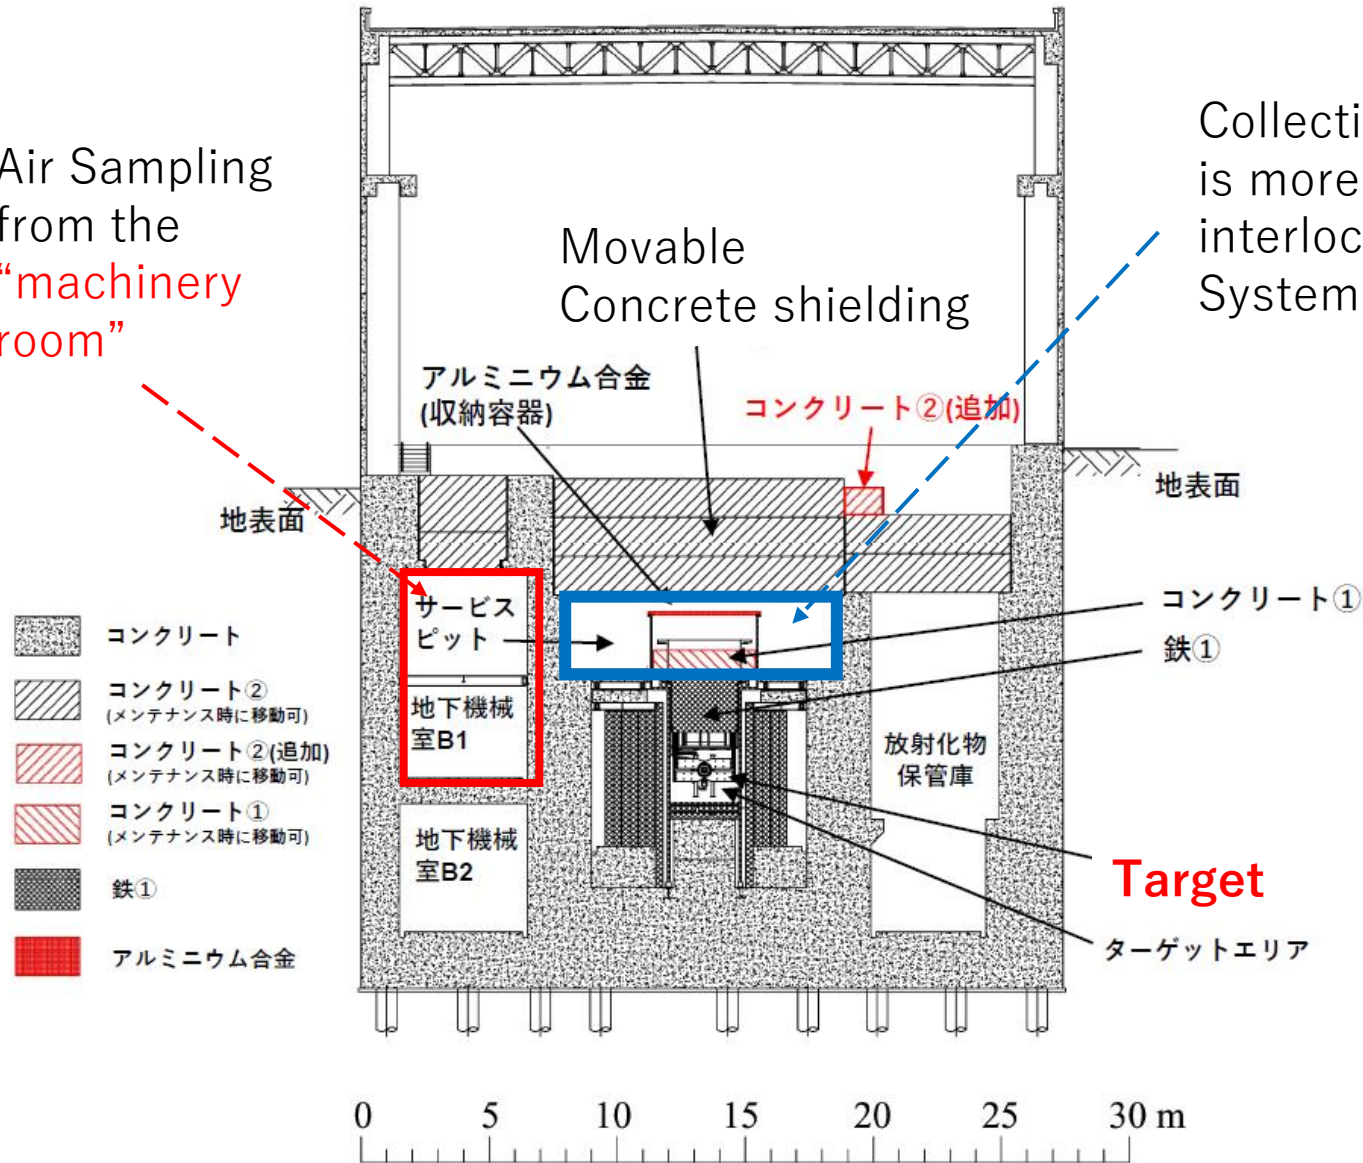 Air Sampling
from the
“machinery
room”
Collecti
is more
interloc
System
Movable
Concrete shielding
アルミニウム合金
(収納容器)
コンクリート②(追加)
地表面
地表面
サービス
ピット
コンクリート①
鉄①
地下機械
室B1
放射化物
保管庫
地下機械
室B2
Target
ターゲットエリア
コンクリート
コンクリート②
(メンテナンス時に移動可)
コンクリート②(追加)
(メンテナンス時に移動可)
コンクリート①
(メンテナンス時に移動可)
鉄①
アルミニウム合金
0 5 10 15 20 25 30 m